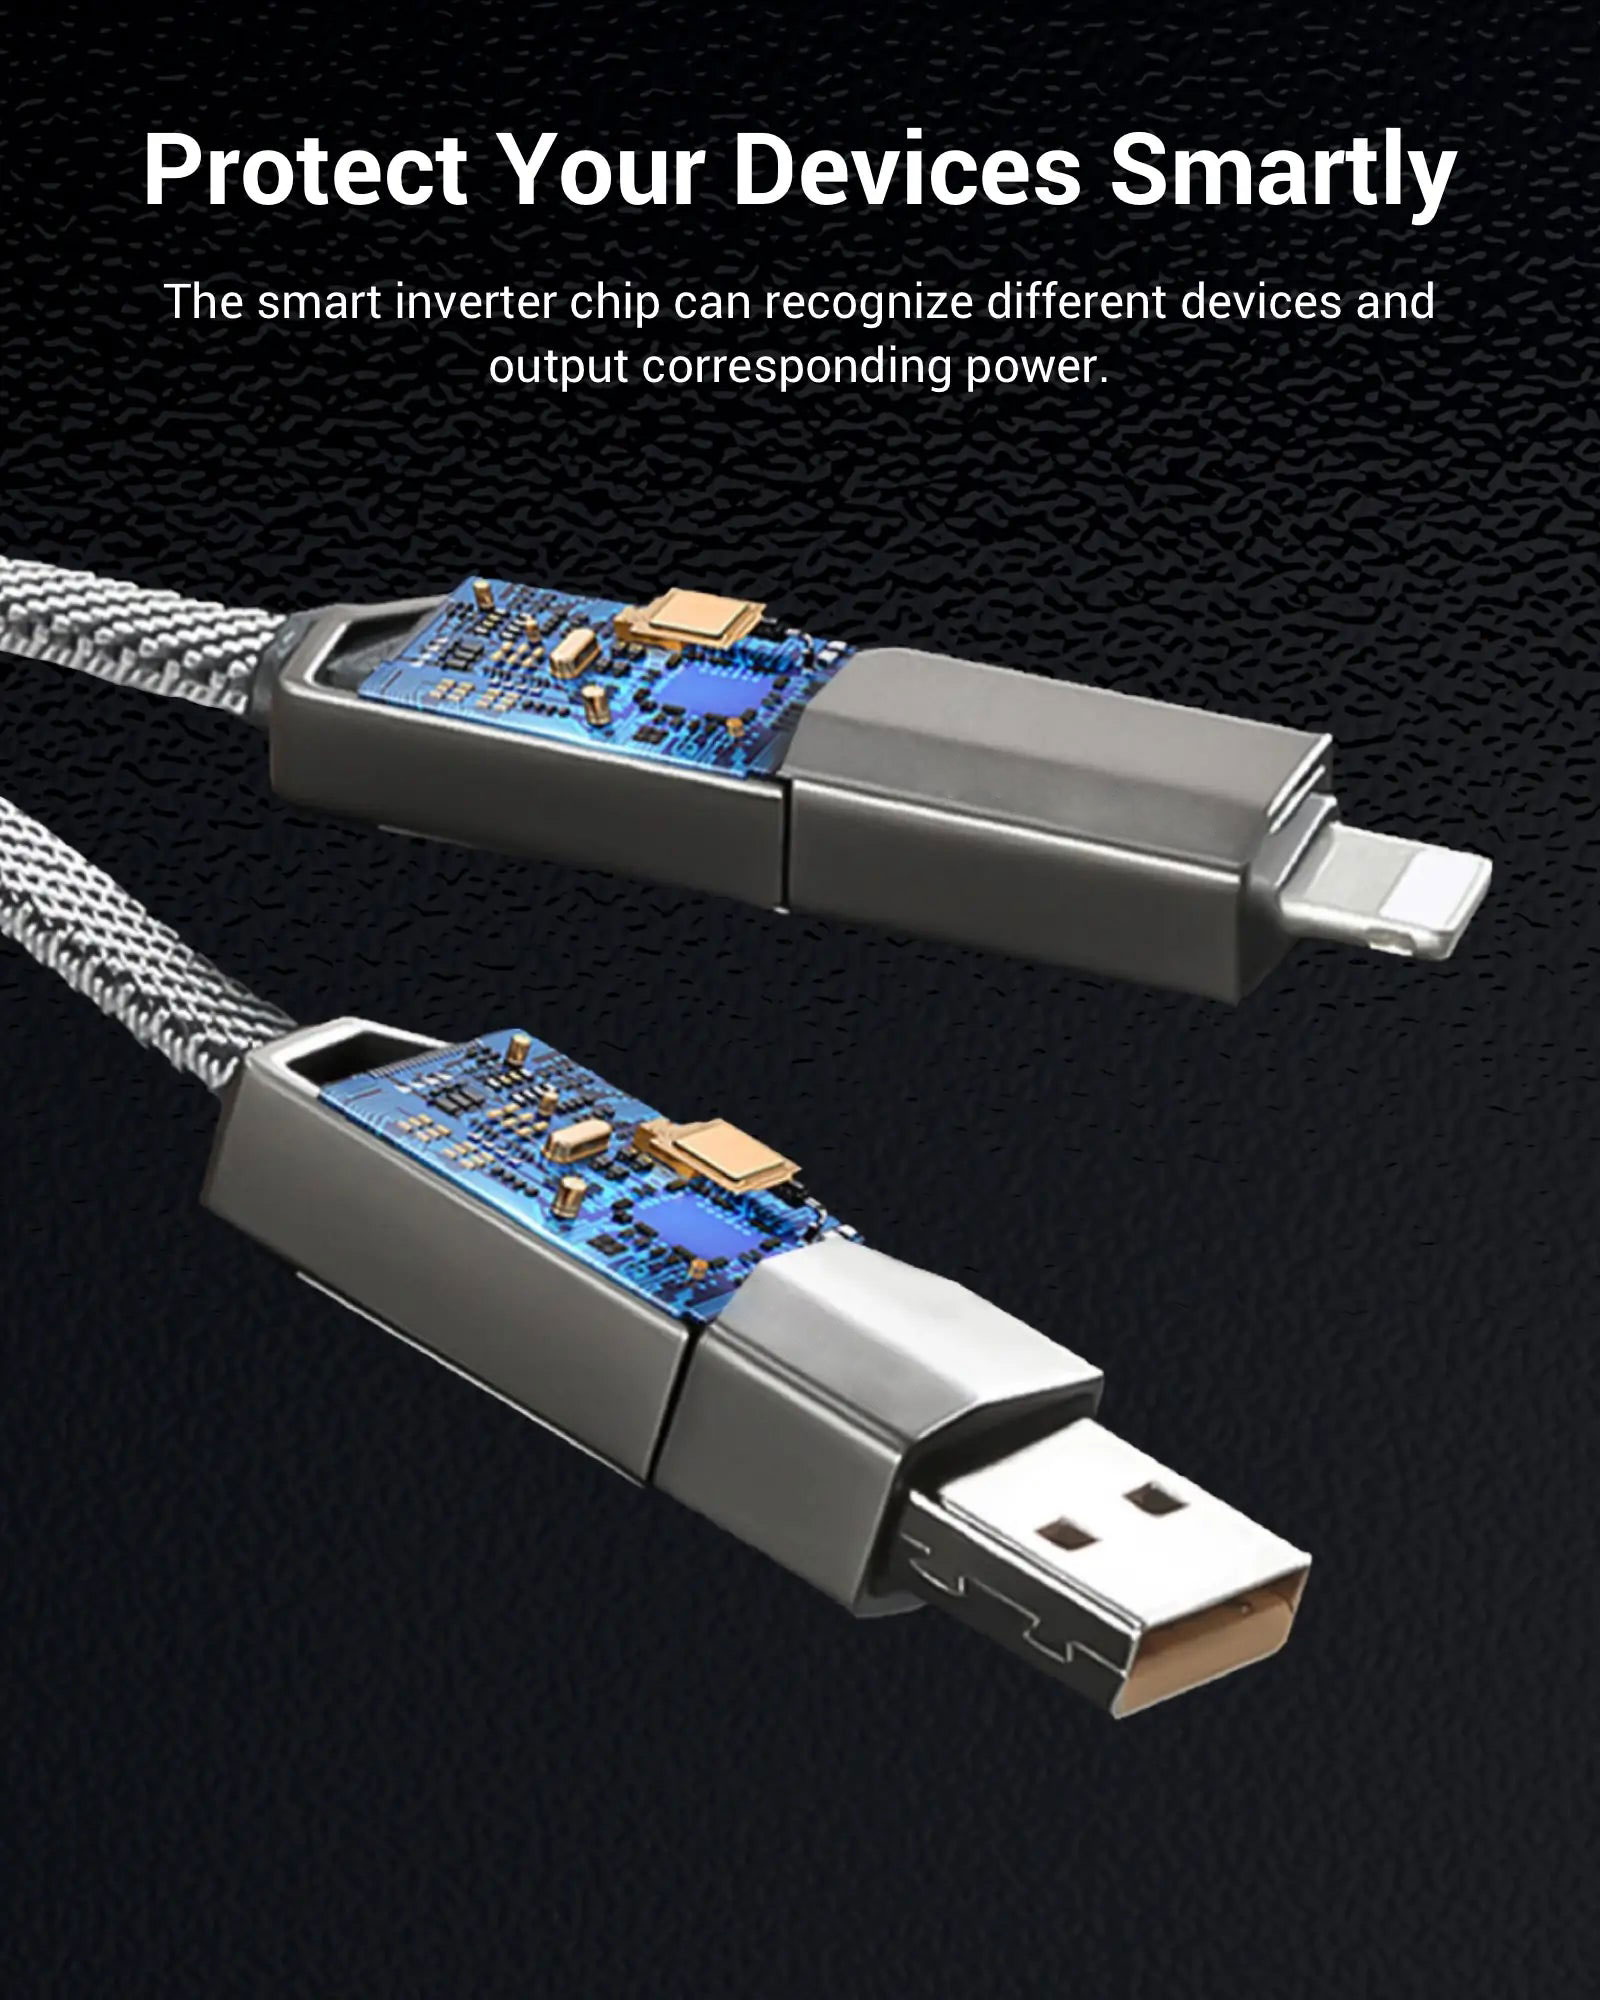 Protect Your Devices Smartly
The smart inverter chip can recognize different devices and
output corresponding power.